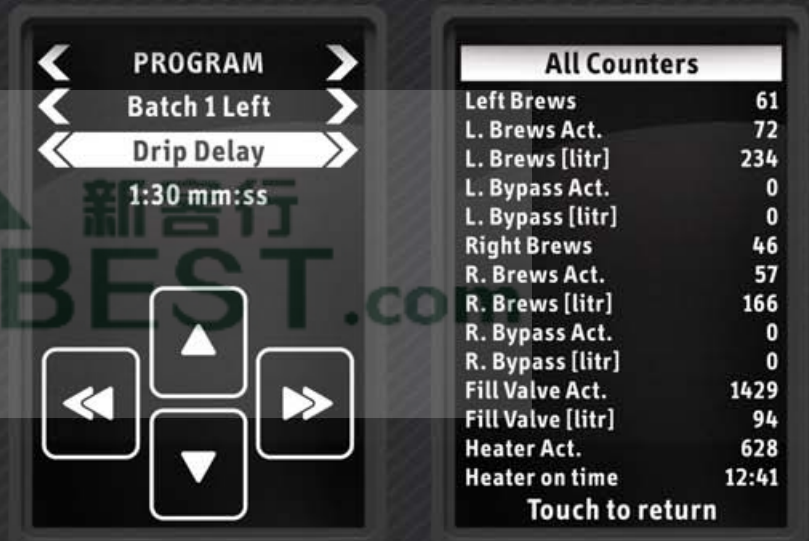 PROGRAM
Batch 1 Left
Drip Delay
1:30 mm:ss
新吉行
BEST.com
All Counters
Left Brews 61
L. Brews Act. 72
L. Brews [litr] 234
L. Bypass Act. 0
L. Bypass [litr] 0
Right Brews 46
R. Brews Act. 57
R. Brews [litr] 166
R. Bypass Act. 0
R. Bypass [litr] 0
Fill Valve Act. 1429
Fill Valve [litr] 94
Heater Act. 628
Heater on time 12:41
Touch to return